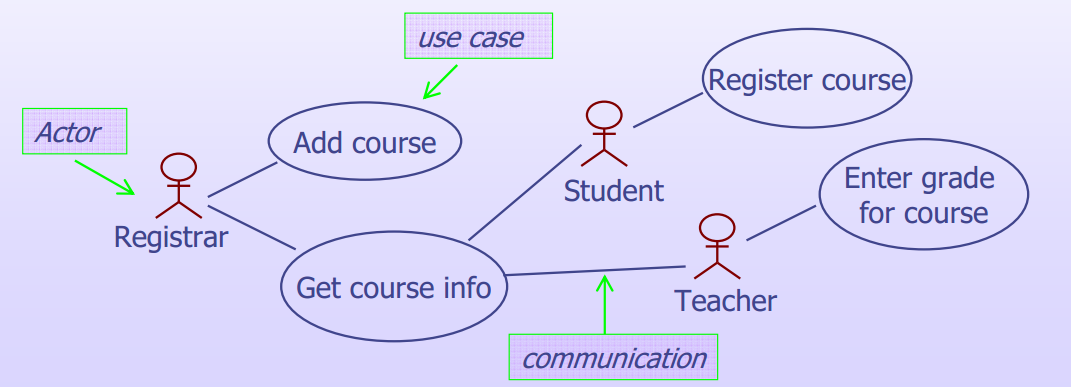 use case
Register course
Actor
Add course
Enter grade
for course
Student
Registrar
Get course info
Teacher
communication